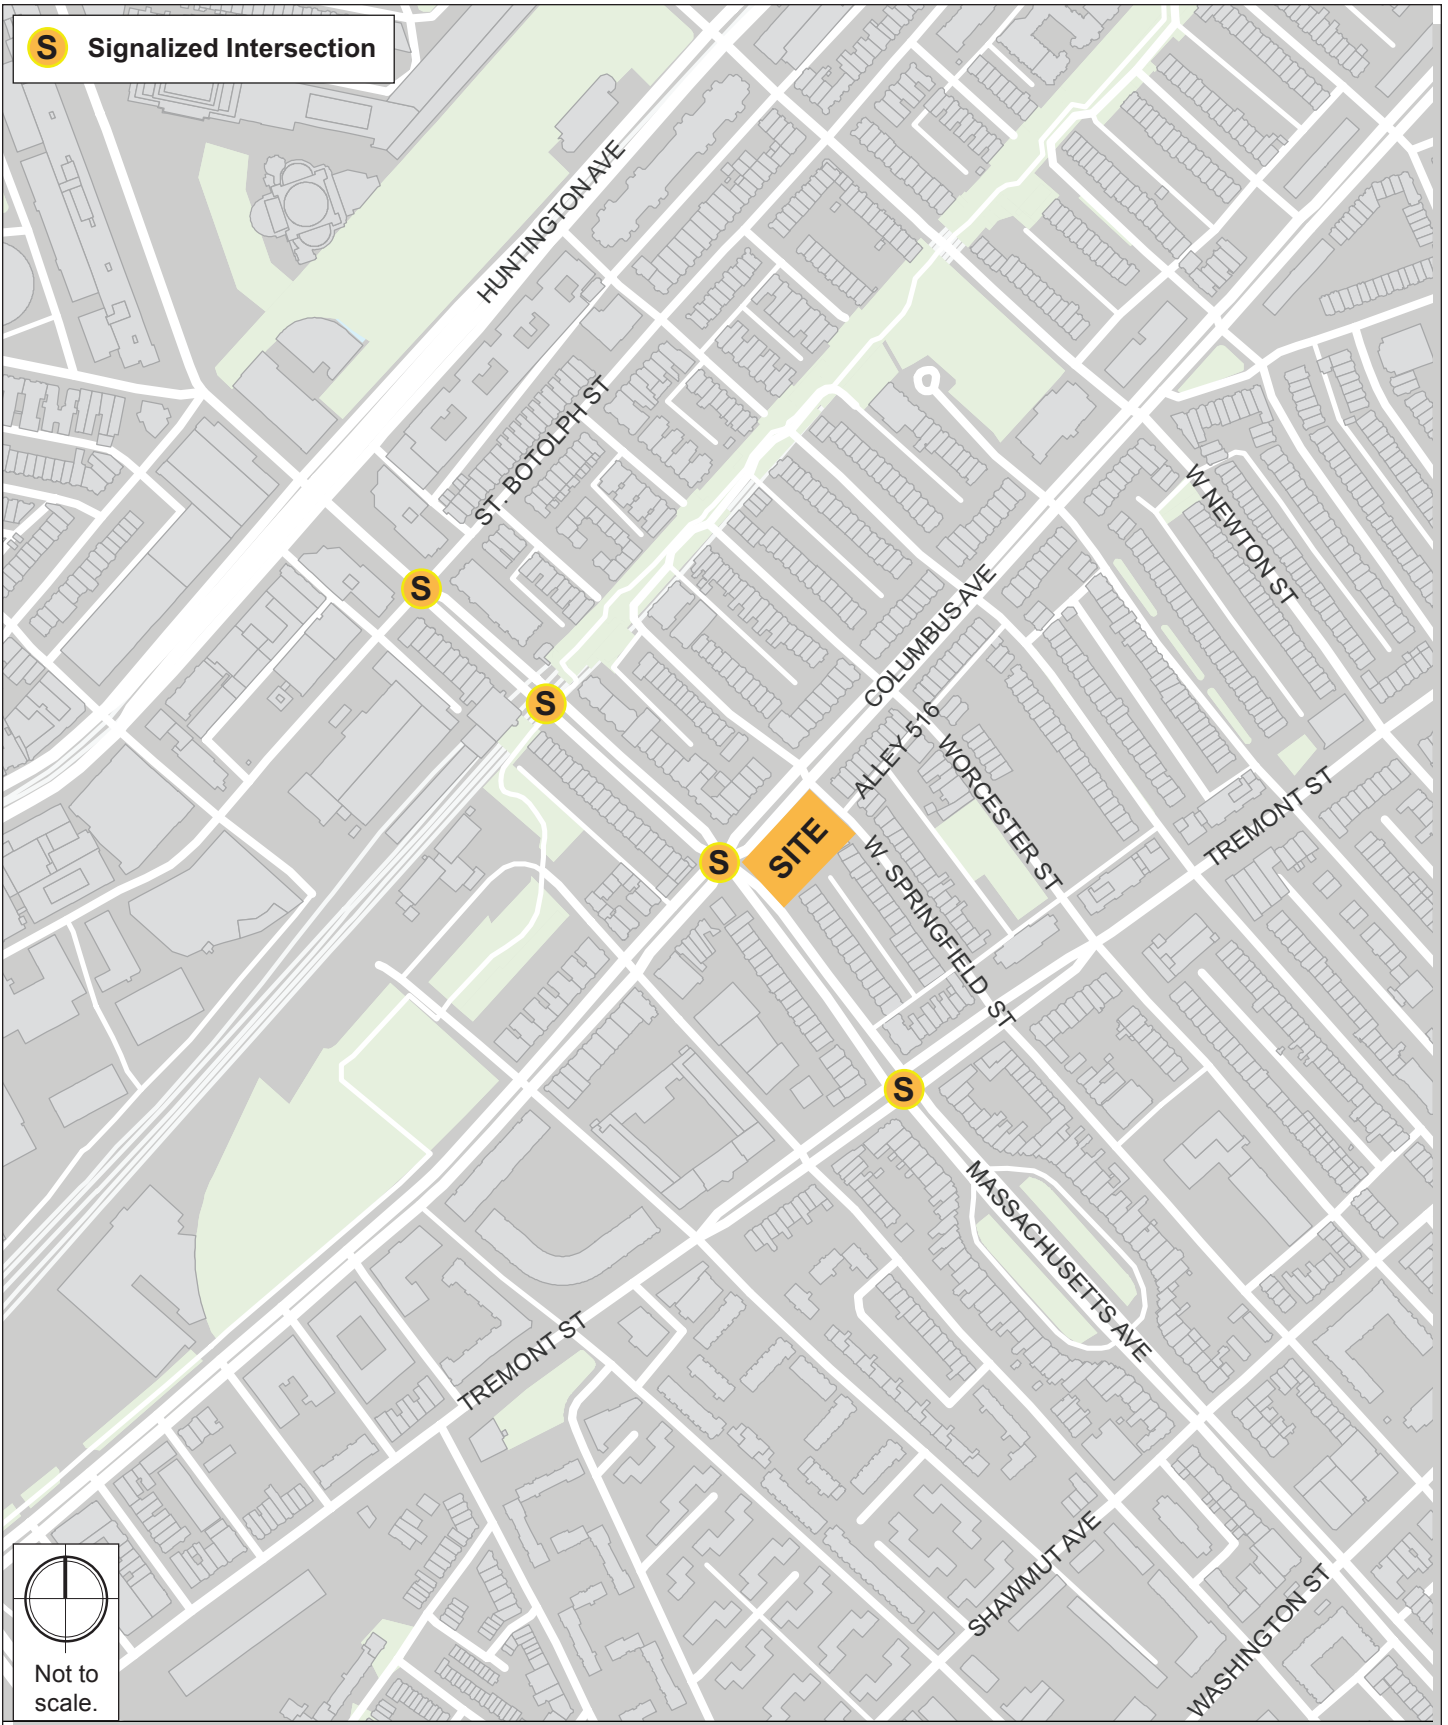 S Signalized Intersection
HUNTINGTON AVE
ST. BOTOLPH ST
W NEWTON ST
S
COLUMBUS AVE
S
ALLEY 516
WORCESTER ST
TREMONT ST
S
SITE
W. SPRINGFIELD ST
S
MASSACHUSETTS AVE
TREMONT ST
SHAWMUT AVE
WASHINGTON ST
Not to
scale.